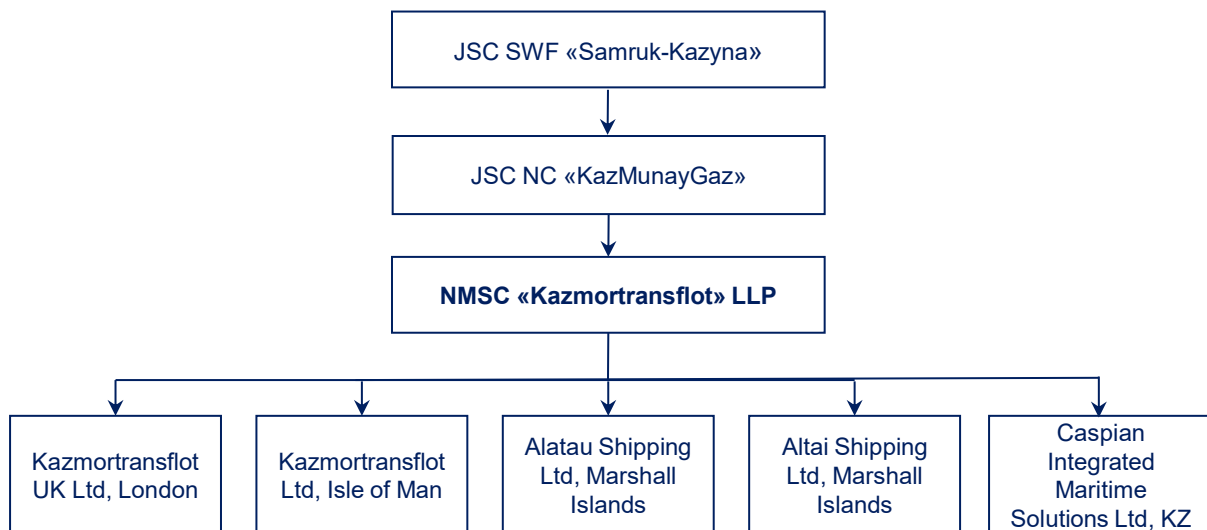 JSC SWF «Samruk-Kazyna»
JSC NC «KazMunayGaz»
NMSC «Kazmortransflot» LLP
Kazmortransflot
UK Ltd, London
Kazmortransflot
Ltd, Isle of Man
Alatau Shipping
Ltd, Marshall
Islands
Altai Shipping
Ltd, Marshall
Islands
Caspian
Integrated
Maritime
Solutions Ltd, KZ